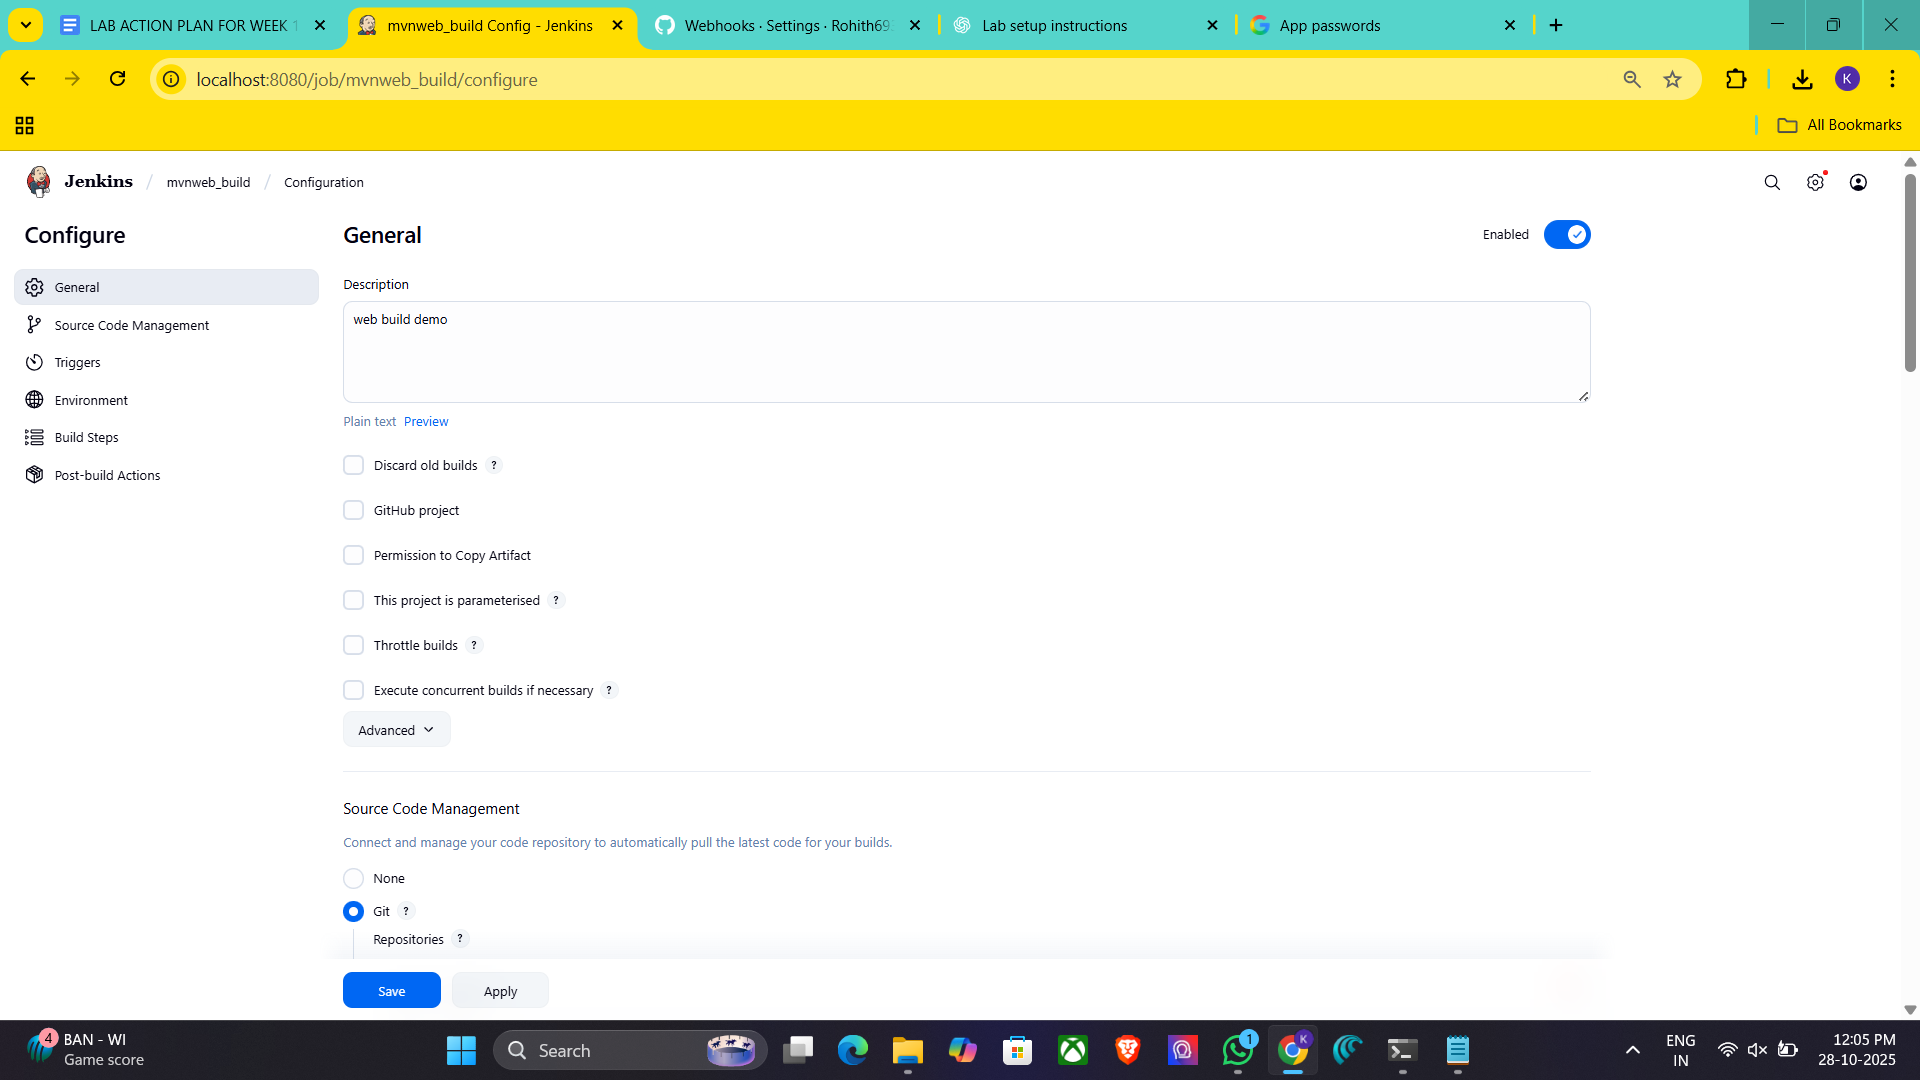 LAB ACTION PLAN FOR WEEK 1
mvnweb_build Config - Jenkins
Webhooks · Settings · Rohith69
Lab setup instructions
App passwords
localhost:8080/job/mvnweb_build/configure
K
All Bookmarks
Jenkins / mvnweb_build / Configuration
Configure
General
Source Code Management
Triggers
Environment
Build Steps
Post-build Actions
General
Enabled
Description
web build demo
Plain text Preview
Discard old builds ?
GitHub project
Permission to Copy Artifact
This project is parameterised ?
Throttle builds ?
Execute concurrent builds if necessary ?
Advanced
Source Code Management
Connect and manage your code repository to automatically pull the latest code for your builds.
None
Git ?
Repositories ?
Save
Apply
4
BAN - WI
Game score
Search
1
K
ENG
IN
12:05 PM
28-10-2025